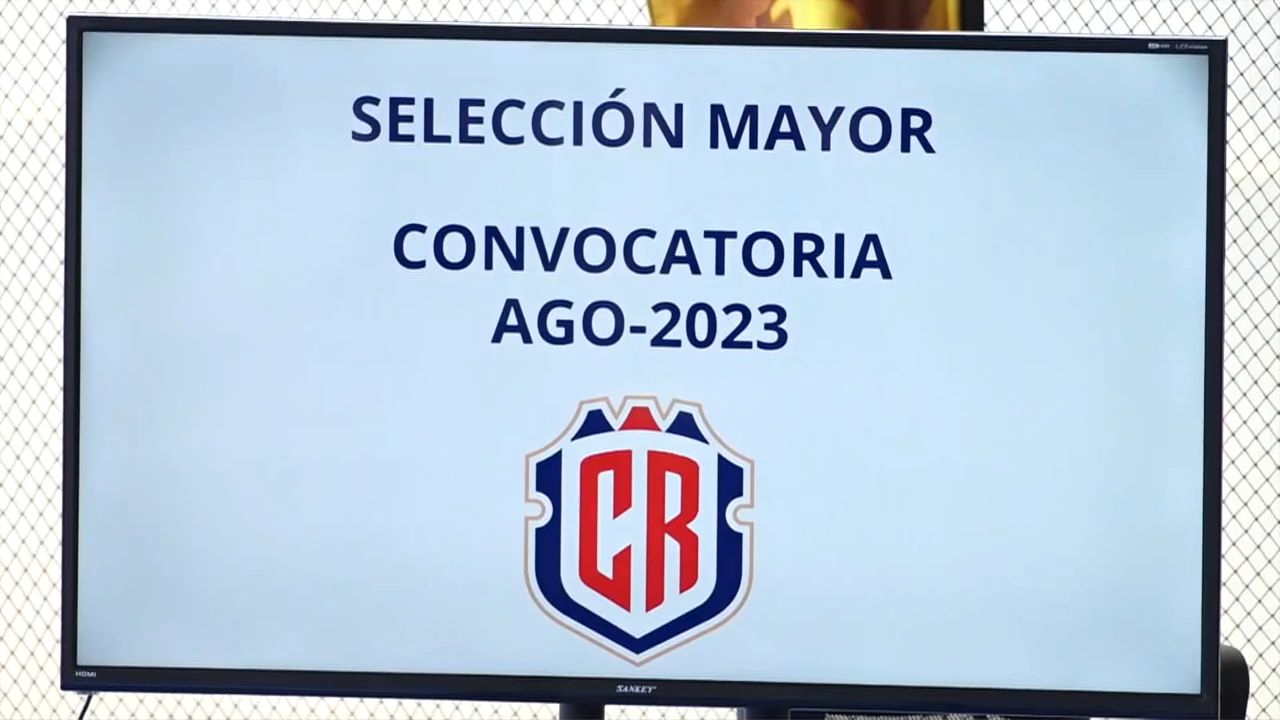 SELECCIÓN MAYOR
CONVOCATORIA
AGO-2023
CR
HDMI
SANKEY